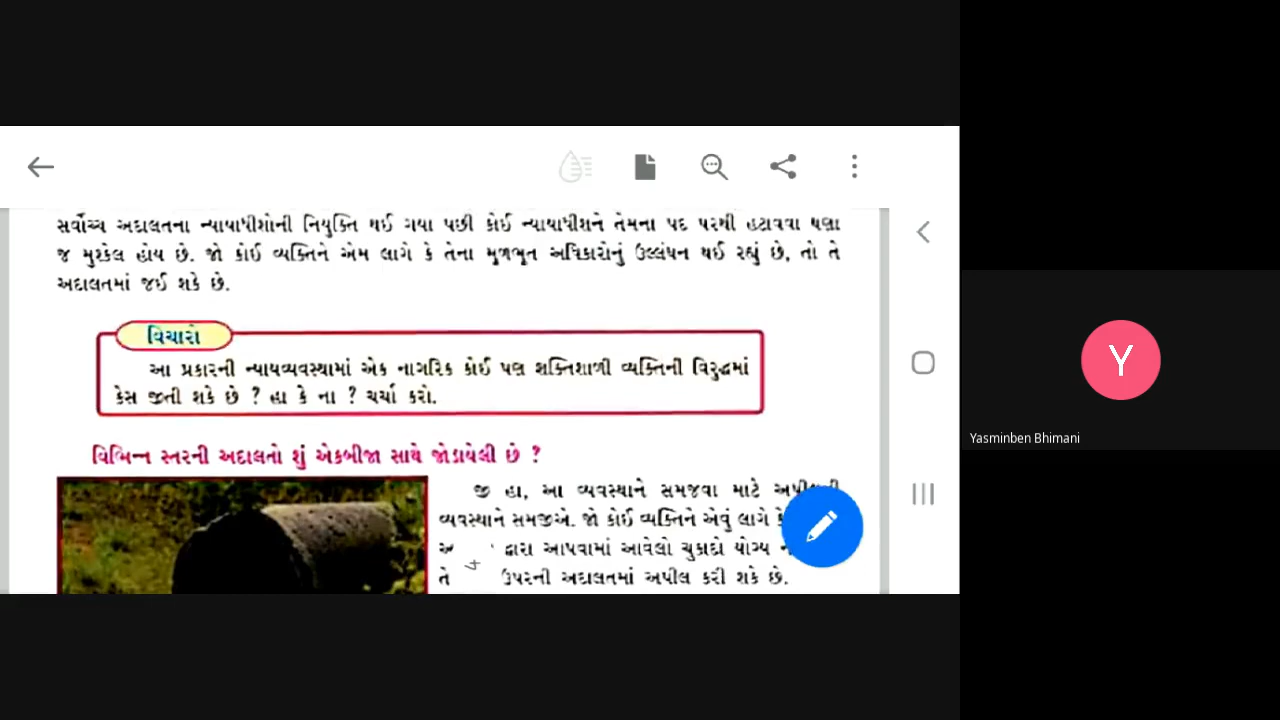 સર્વોચ્ચ અદાલતના ન્યાયાધીશોની નિયુક્તિ થઈ ગયા પછી કોઈ ન્યાયાધીશને તેમના પદ પરથી હટાવવા ઘણા
જ મુશ્કેલ હોય છે. જો કોઈ વ્યક્તિને એમ લાગે કે તેના મૂળભૂત અધિકારોનું ઉલ્લંઘન થઈ રહ્યું છે, તો તે
અદાલતમાં જઈ શકે છે.
વિચારો
આ પ્રકારની ન્યાયવ્યવસ્થામાં એક નાગરિક કોઈ પણ શક્તિશાળી વ્યક્તિની વિરુદ્ધમાં
કેસ જીતી શકે છે ? હા કે ના ? ચર્ચા કરો.
વિભિન્ન સ્તરની અદાલતો શું એકબીજા સાથે જોડાયેલી છે ?
જી હા, આ વ્યવસ્થાને સમજવા માટે
વ્યવસ્થાને સમજીએ. જો કોઈ વ્યક્તિને એવું લાગે
દ્વારા આપવામાં આવેલો ચુકાદો યોગ્ય
તે ઉપરની અદાલતમાં અપીલ કરી શકે છે.
Y
Yasminben Bhimani